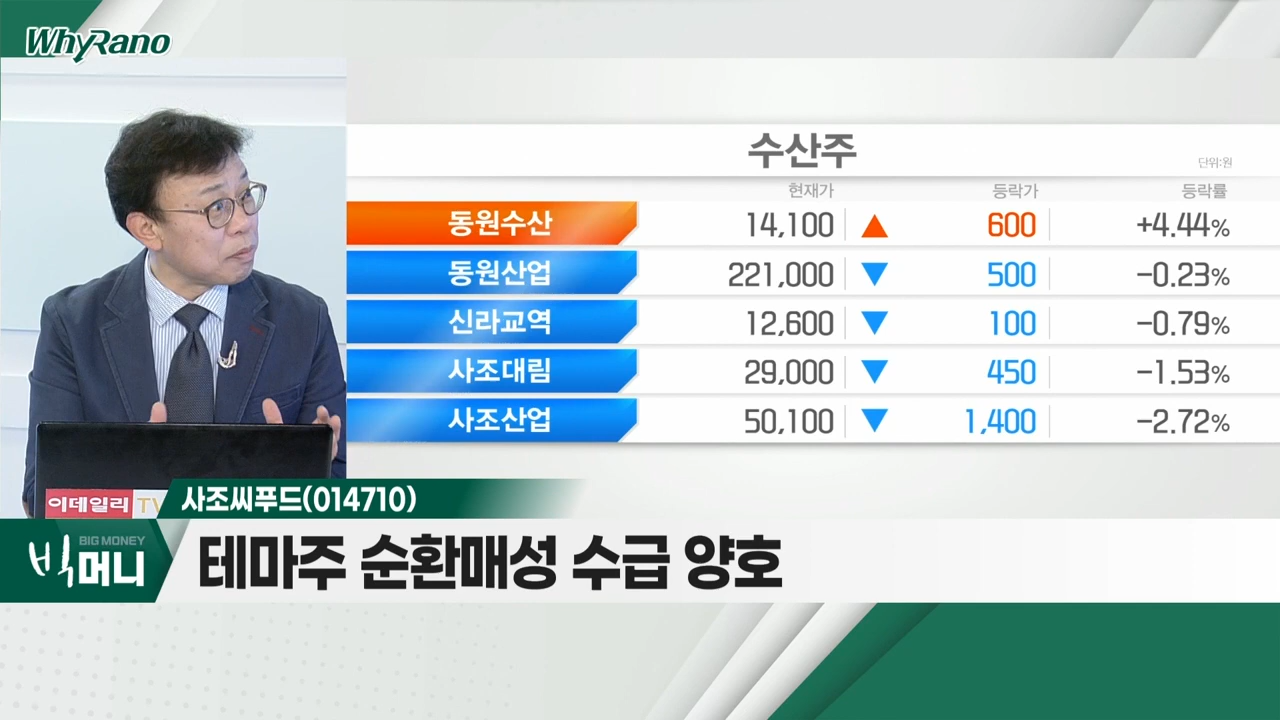 WhyRano
수산주
단위:원
현재가 등락가 등락률
동원수산 14,100 ▲ 600 +4.44%
동원산업 221,000 ▼ 500 -0.23%
신라교역 12,600 ▼ 100 -0.79%
사조대림 29,000 ▼ 450 -1.53%
사조산업 50,100 ▼ 1,400 -2.72%
이데일리 TV
사조씨푸드(014710)
BIG MONEY
빅머니
테마주 순환매성 수급 양호